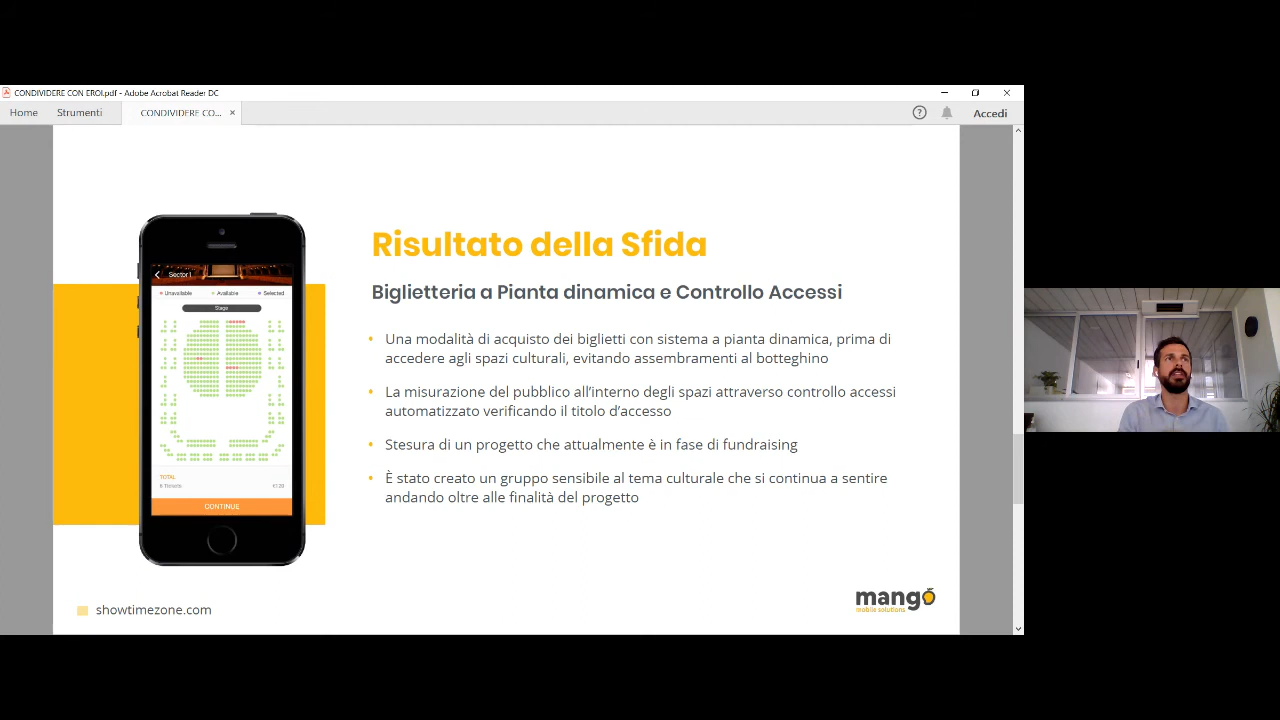 CONDIVIDERE CON EROI.pdf - Adobe Acrobat Reader DC
Home Strumenti CONDIVIDERE CO... Accedi
Risultato della Sfida
Biglietteria a Pianta dinamica e Controllo Accessi
• Una modalità di acquisto dei biglietti con sistema a pianta dinamica, prima di
accedere agli spazi culturali, evitando assembramenti al botteghino
• La misurazione del pubblico all'interno degli spazi attraverso controllo accessi
automatizzato verificando il titolo d'accesso
• Stesura di un progetto che attualmente è in fase di fundraising
• È stato creato un gruppo sensibile al tema culturale che si continua a sentire
andando oltre alle finalità del progetto
Sector I
Unavailable Available Selected
Stage
TOTAL
CONTINUE
showtimezone.com
mango
mobile solutions